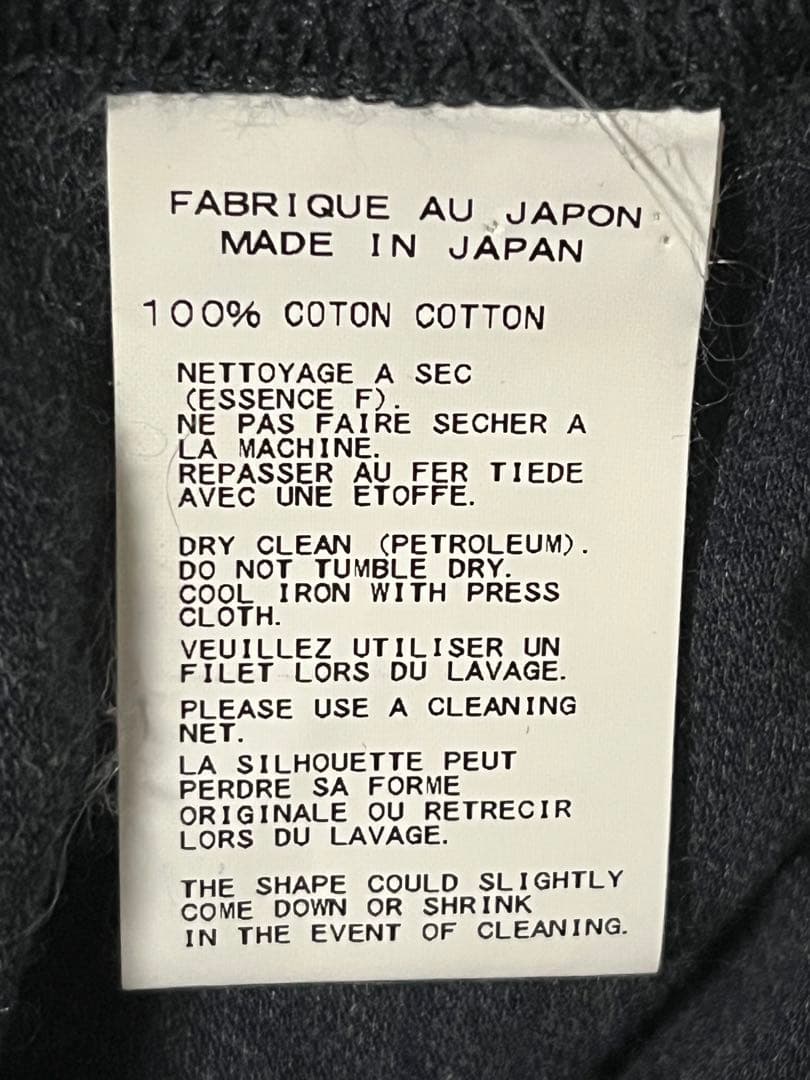 FABRIQUE AU JAPON
MADE IN JAPAN
100% COTON COTTON
NETTOYAGE A SEC
(ESSENCE F).
NE PAS FAIRE SECHER A
LA MACHINE.
REPASSER AU FER TIEDE
AVEC UNE ETOFFE.
DRY CLEAN (PETROLEUM).
DO NOT TUMBLE DRY.
COOL IRON WITH PRESS
CLOTH.
VEUILLEZ UTILISER UN
FILET LORS DU LAVAGE.
PLEASE USE A CLEANING
NET.
LA SILHOUETTE PEUT
PERDRE SA FORME
ORIGINALE OU RETRECIR
LORS DU LAVAGE.
THE SHAPE COULD SLIGHTLY
COME DOWN OR SHRINK
IN THE EVENT OF CLEANING.